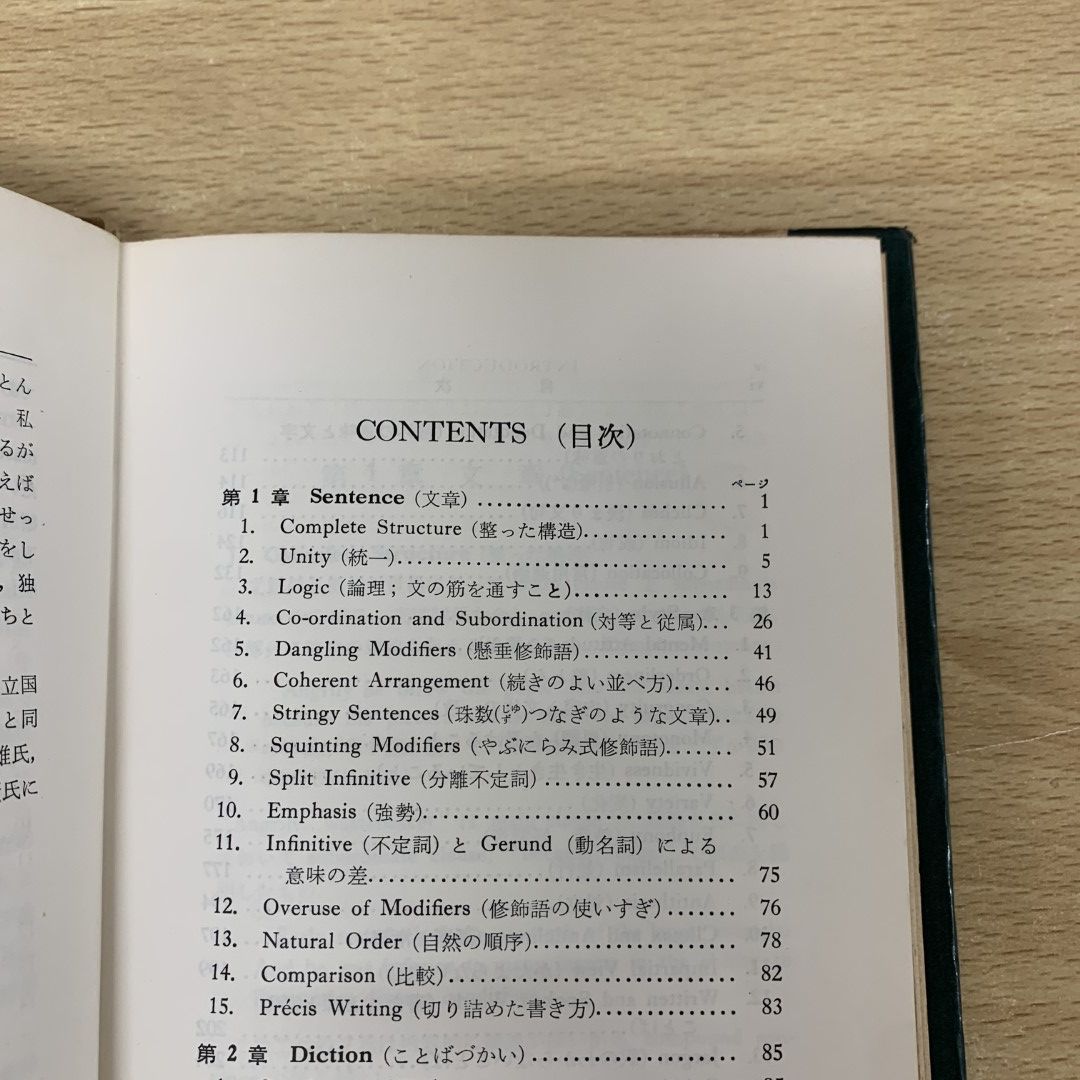 とん
私
るが
えば
せっ
をし
，独
ちと
立国
と同
雄氏，
氏に
CONTENTS （目次）
ページ
第 1 章 Sentence (文章) ........................... 1
1. Complete Structure (整った構造)................ 1
2. Unity (統一).................................... 5
3. Logic (論理；文の筋を通すこと)................ 13
4. Co-ordination and Subordination (対等と従属)... 26
5. Dangling Modifiers (懸垂修飾語) ................ 41
6. Coherent Arrangement (続きのよい並べ方)...... 46
7. Stringy Sentences (珠数(じゅず)つなぎのような文章).. 49
8. Squinting Modifiers (やぶにらみ式修飾語)....... 51
9. Split Infinitive (分離不定詞) ................... 57
10. Emphasis (強勢)................................ 60
11. Infinitive (不定詞) と Gerund (動名詞) による
意味の差...................................... 75
12. Overuse of Modifiers (修飾語の使いすぎ) ....... 76
13. Natural Order (自然の順序)..................... 78
14. Comparison (比較) ............................. 82
15. Précis Writing (切り詰めた書き方).............. 83
第 2 章 Diction (ことばづかい) ..................... 85